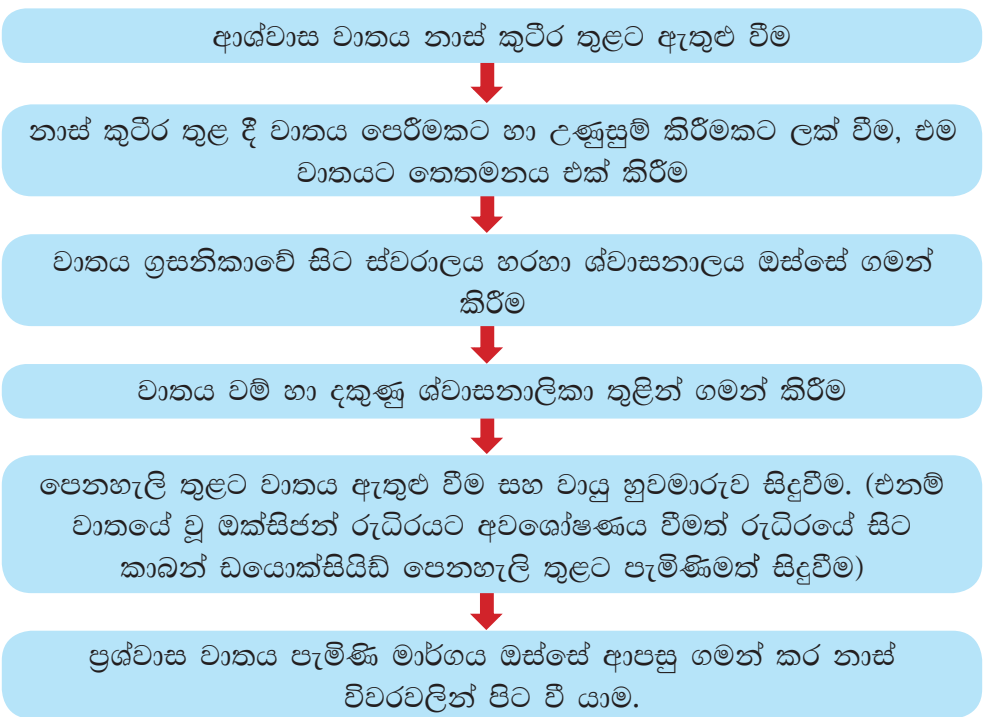 ආශ්වාස වාතය නාස් කුටීර තුළට ඇතුළු වීම
නාස් කුටීර තුළ දී වාතය පෙරීමකට හා උණුසුම් කිරීමකට ලක් වීම, එම
වාතයට තෙතමනය එක් කිරීම
වාතය ග්‍රසනිකාවේ සිට ස්වරාලය හරහා ශ්වාසනාලය ඔස්සේ ගමන්
කිරීම
වාතය වම් හා දකුණු ශ්වාසනාලිකා තුළින් ගමන් කිරීම
පෙනහැලි තුළට වාතය ඇතුළු වීම සහ වායු හුවමාරුව සිදුවීම. (එනම්
වාතයේ වූ ඔක්සිජන් රුධිරයට අවශෝෂණය වීමත් රුධිරයේ සිට
කාබන් ඩයොක්සයිඩ් පෙනහැලි තුළට පැමිණිමත් සිදුවීම)
ප්‍රශ්වාස වාතය පැමිණි මාර්ගය ඔස්සේ ආපසු ගමන් කර නාස්
විවරවලින් පිට වී යාම.